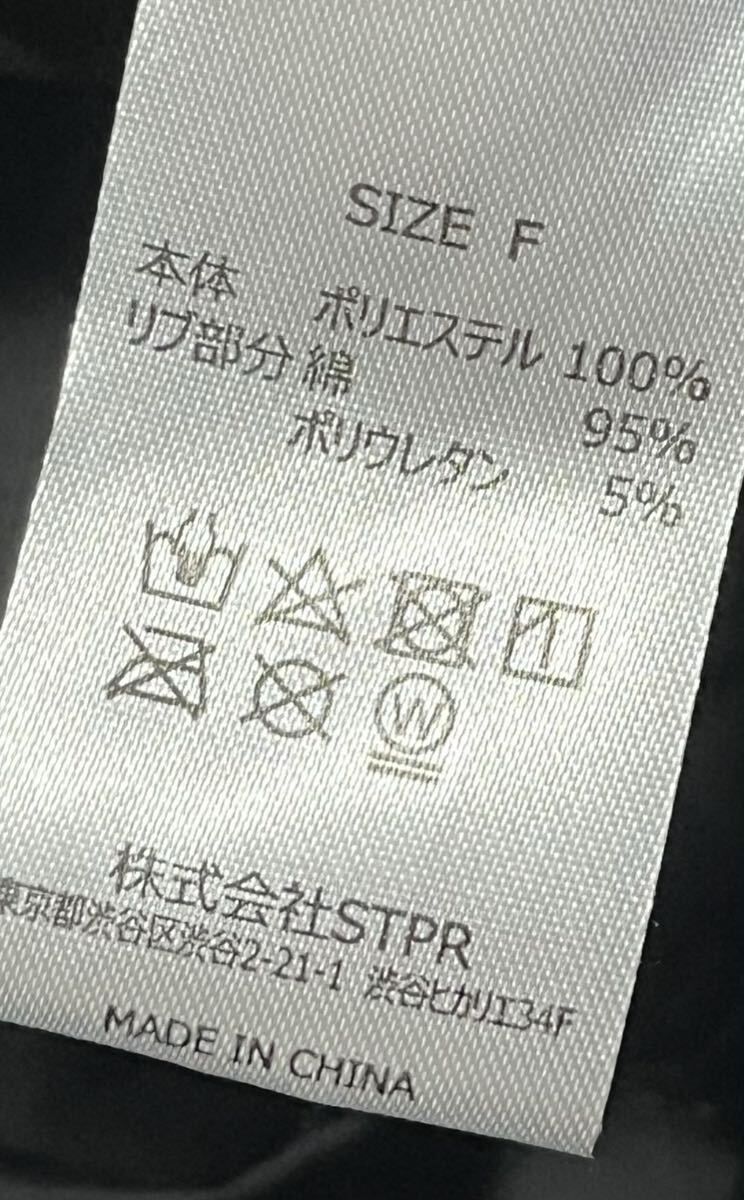 SIZE F
本体 ポリエステル 100%
リブ部分 綿 95%
ポリウレタン 5%
W
株式会社STPR
東京都渋谷区渋谷2-21-1 渋谷ヒカリエ34F
MADE IN CHINA